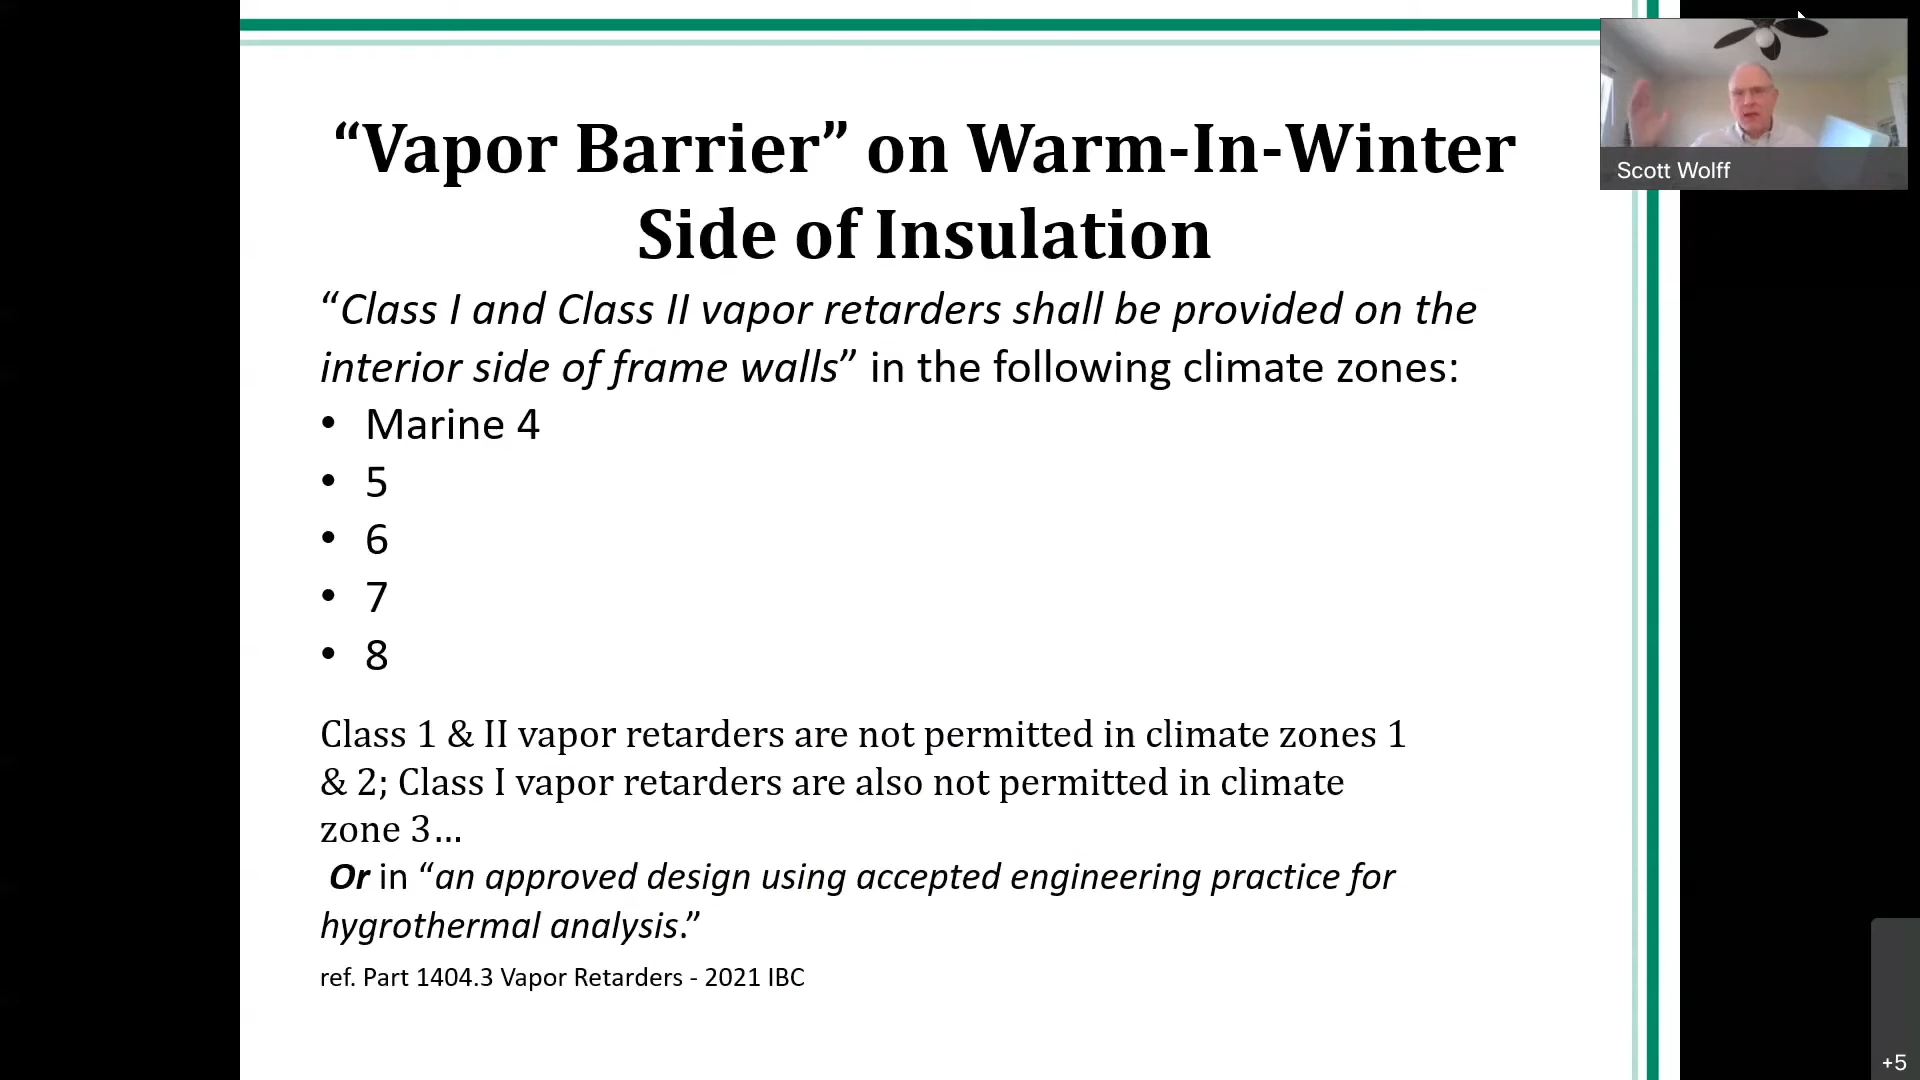 “Vapor Barrier” on Warm-In-Winter
Side of Insulation
“Class I and Class II vapor retarders shall be provided on the
interior side of frame walls” in the following climate zones:
• Marine 4
• 5
• 6
• 7
• 8
Class 1 & II vapor retarders are not permitted in climate zones 1
& 2; Class I vapor retarders are also not permitted in climate
zone 3…
Or in “an approved design using accepted engineering practice for
hygrothermal analysis.”
ref. Part 1404.3 Vapor Retarders - 2021 IBC
Scott Wolff
+5